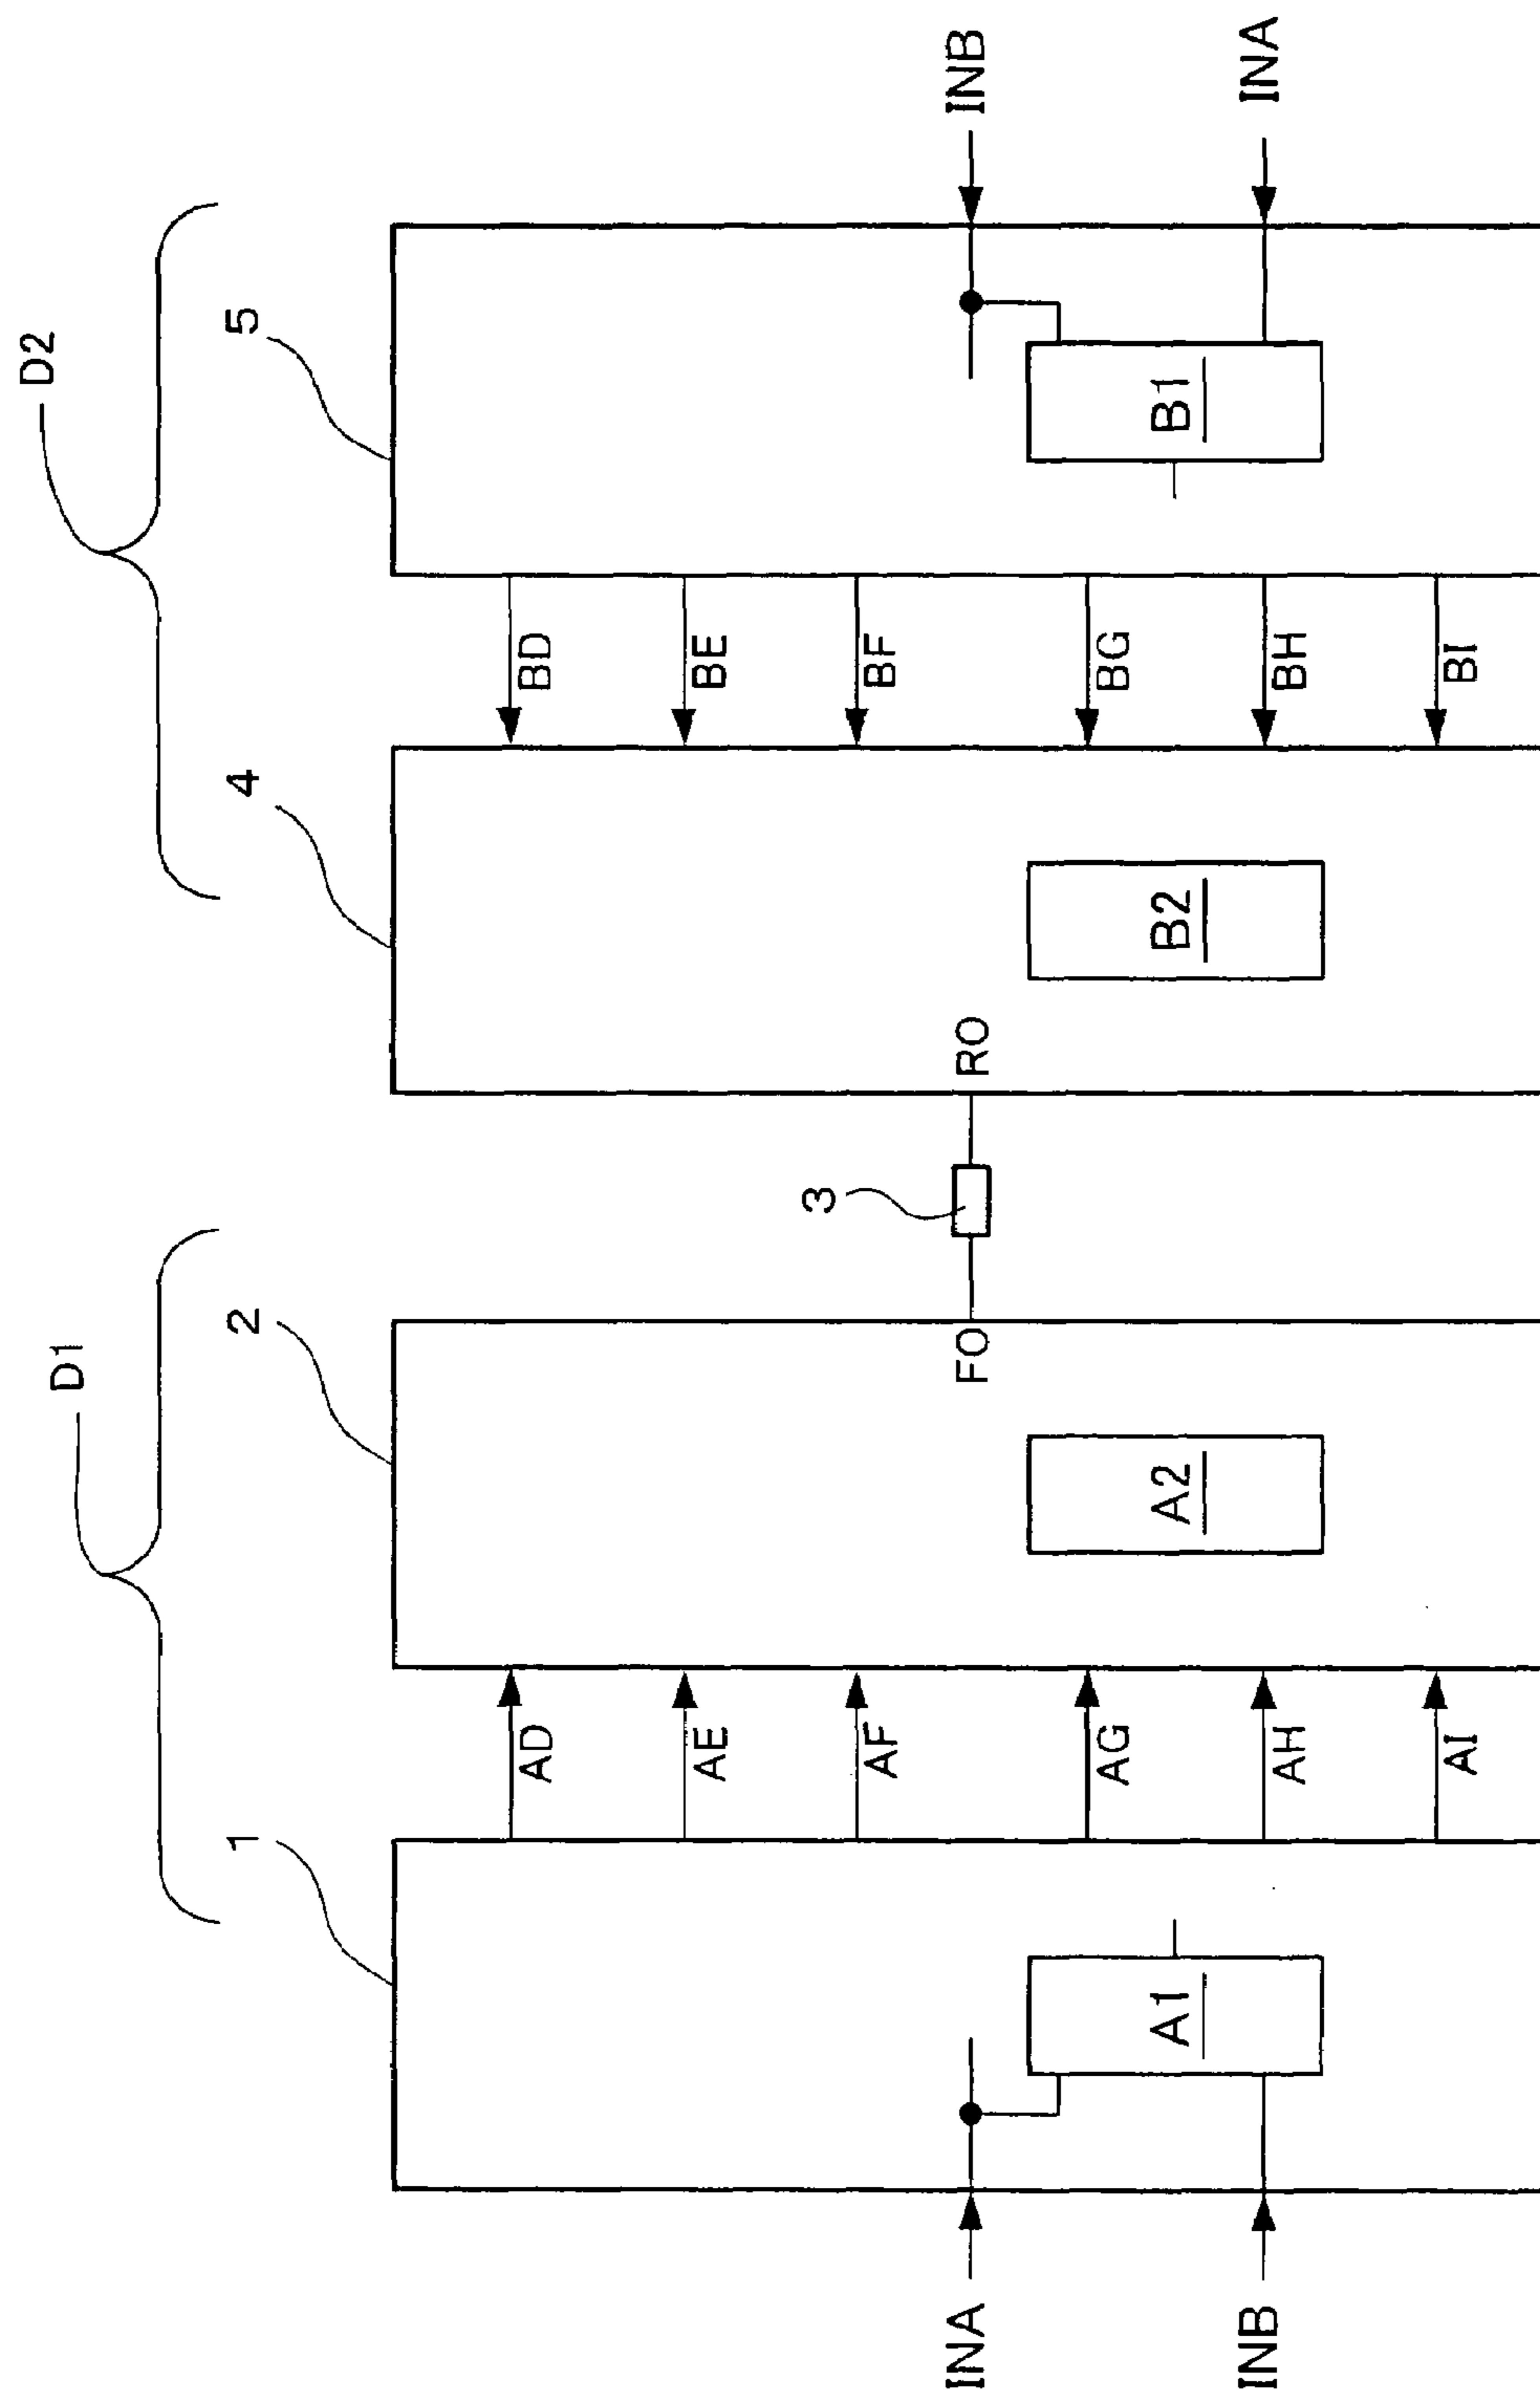 D1
D2
1
2
4
5
AD
BD
AE
BE
AF
3
BF
INA
FO
RO
INB
AG
BG
A1
A2
B2
B1
INB
AH
BH
INA
AI
BI